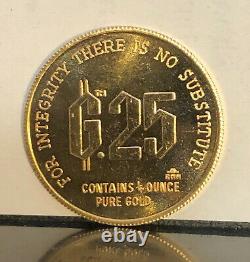 FOR INTEGRITY THERE IS NO SUBSTITUTE
G.25
CONTAINS ¼ OUNCE
PURE GOLD